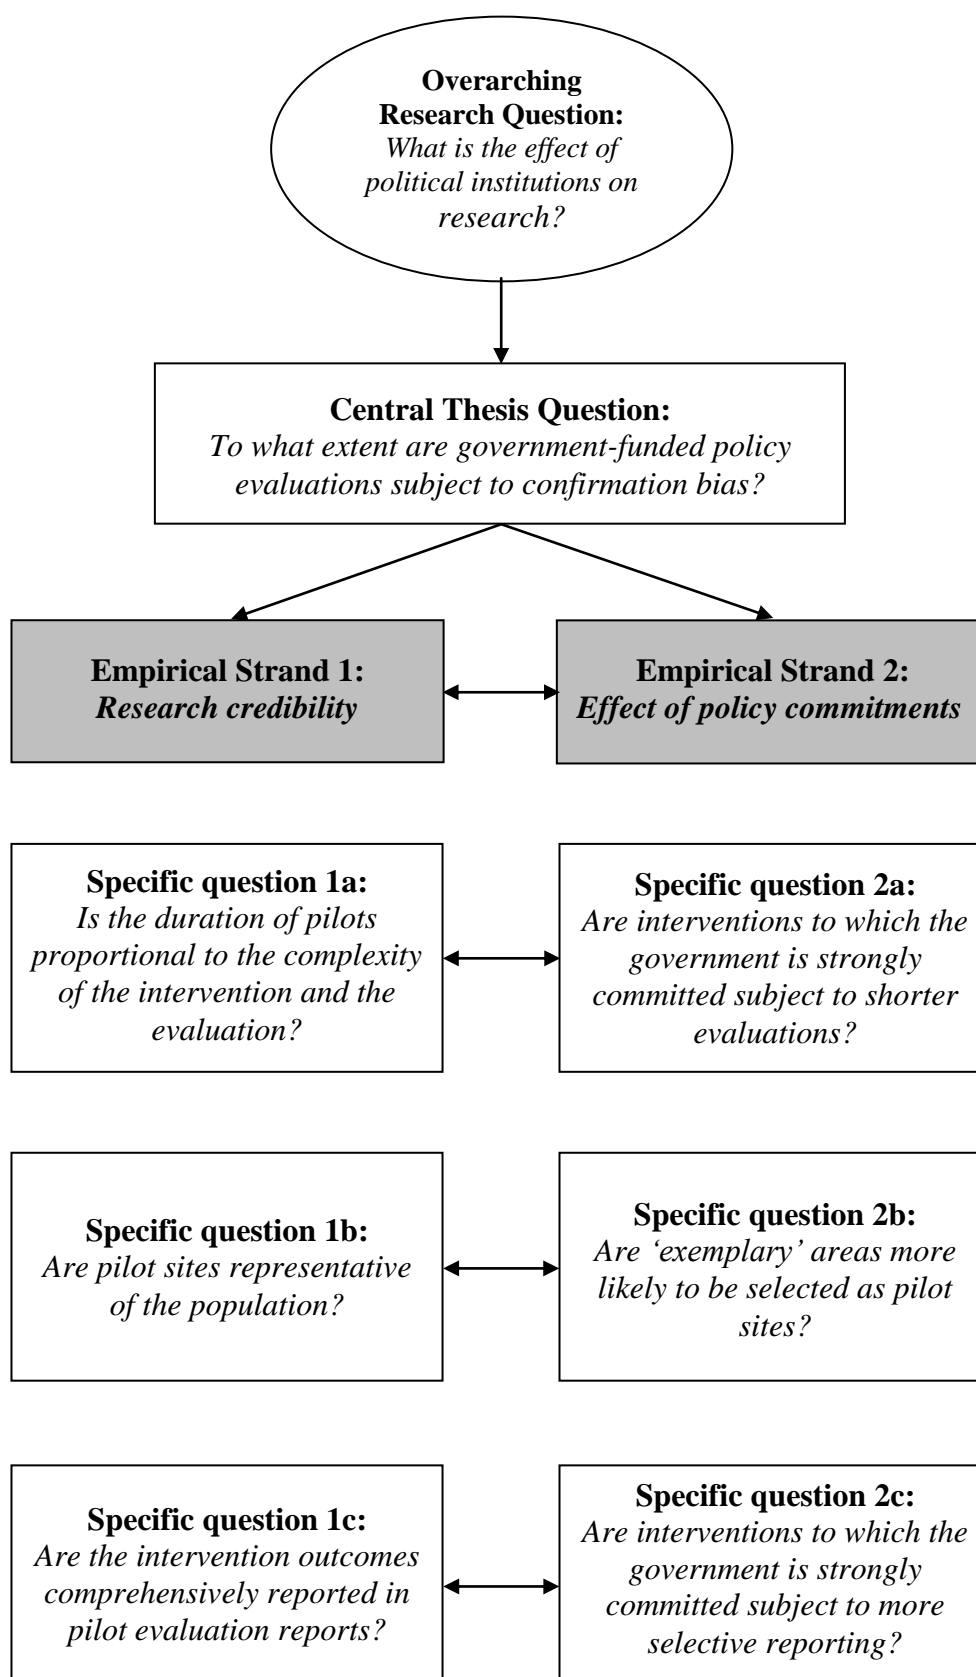 Overarching
Research Question:
What is the effect of
political institutions on
research?
Central Thesis Question:
To what extent are government-funded policy
evaluations subject to confirmation bias?
Empirical Strand 1:
Research credibility
Empirical Strand 2:
Effect of policy commitments
Specific question 1a:
Is the duration of pilots
proportional to the complexity
of the intervention and the
evaluation?
Specific question 2a:
Are interventions to which the
government is strongly
committed subject to shorter
evaluations?
Specific question 1b:
Are pilot sites representative
of the population?
Specific question 2b:
Are ‘exemplary’ areas more
likely to be selected as pilot
sites?
Specific question 1c:
Are the intervention outcomes
comprehensively reported in
pilot evaluation reports?
Specific question 2c:
Are interventions to which the
government is strongly
committed subject to more
selective reporting?